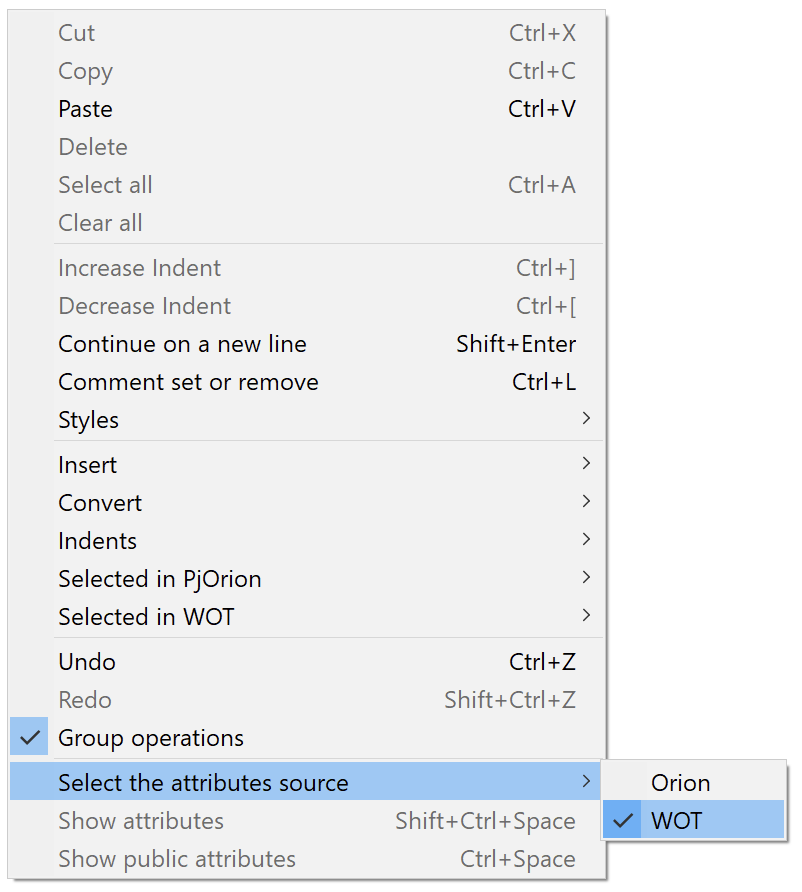 Cut Ctrl+X
Copy Ctrl+C
Paste Ctrl+V
Delete
Select all Ctrl+A
Clear all
Increase Indent Ctrl+]
Decrease Indent Ctrl+[
Continue on a new line Shift+Enter
Comment set or remove Ctrl+L
Styles
Insert
Convert
Indents
Selected in PjOrion
Selected in WOT
Undo Ctrl+Z
Redo Shift+Ctrl+Z
Group operations
Select the attributes source Orion
Show attributes Shift+Ctrl+Space WOT
Show public attributes Ctrl+Space